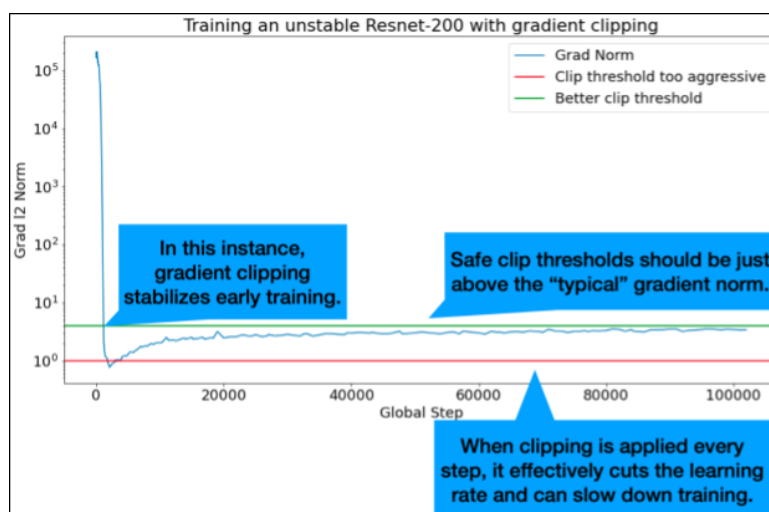 Training an unstable Resnet-200 with gradient clipping
Grad Norm
Clip threshold too aggressive
Better clip threshold
Grad l2 Norm
10⁵
10⁴
10³
10²
10¹
10⁰
In this instance,
gradient clipping
stabilizes early training.
Safe clip thresholds should be just
above the “typical” gradient norm.
0
20000
40000
60000
80000
100000
Global Step
When clipping is applied every
step, it effectively cuts the learning
rate and can slow down training.